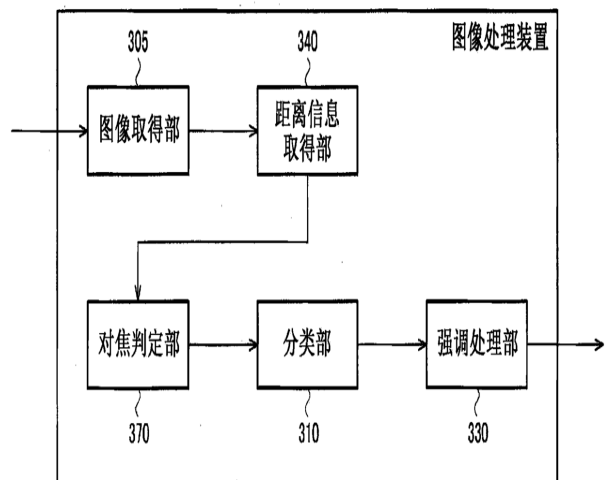 图像处理装置
305
340
图像取得部
距离信息
取得部
对焦判定部
分类部
强调处理部
370
310
330